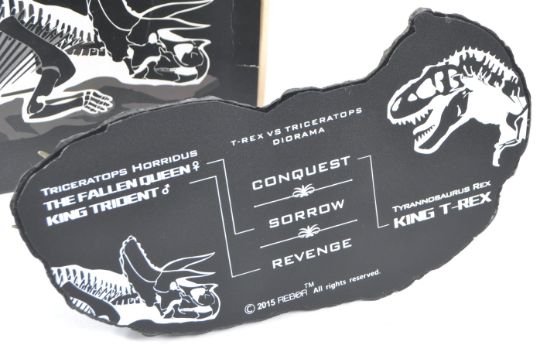 T-REX VS TRICERATOPS
DIORAMA
TRICERATOPS HORRIDUS
THE FALLEN QUEEN♀
KING TRIDENT♂
CONQUEST
SORROW
REVENGE
TYRANNOSAURUS REX
KING T-REX
© 2015 REBOR™ All rights reserved.